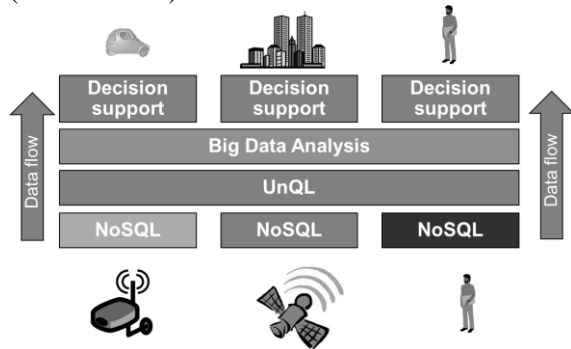 Decision
support
Decision
support
Decision
support
Data flow
Big Data Analysis
UnQL
NoSQL
NoSQL
NoSQL
Data flow